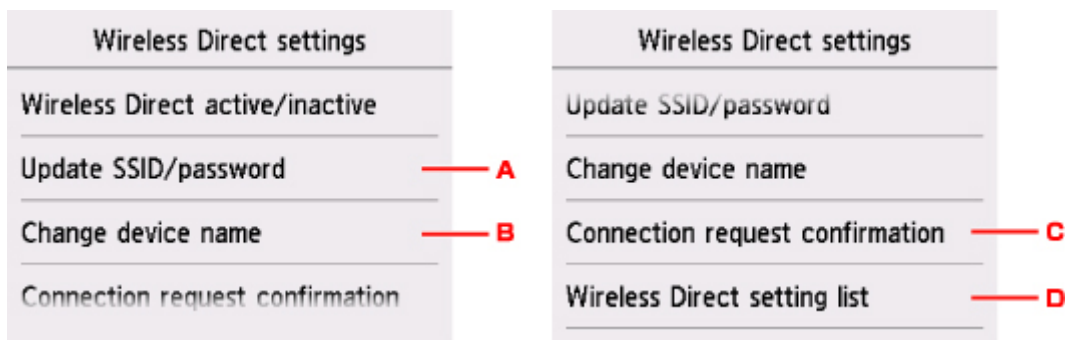 Wireless Direct settings
Wireless Direct active/inactive
Update SSID/password
A
Change device name
B
Connection request confirmation
Wireless Direct settings
Update SSID/password
Change device name
Connection request confirmation
C
Wireless Direct setting list
D